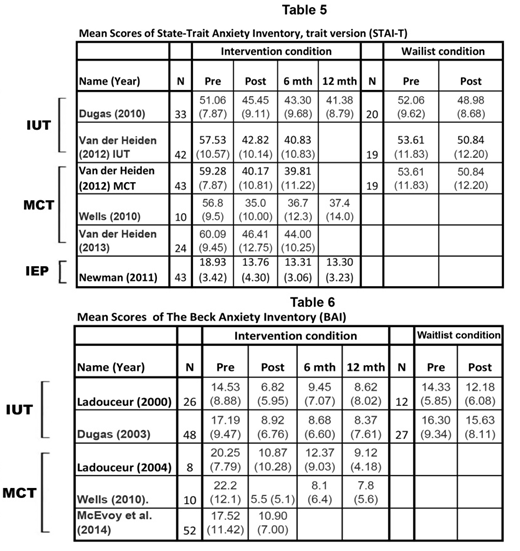 Table 5
Mean Scores of State-Trait Anxiety Inventory, trait version (STAI-T)
Intervention condition Wailist condition
Name (Year) N Pre Post 6 mth 12 mth N Pre Post
IUT
Dugas (2010) 33 51.06 (7.87) 45.45 (9.11) 43.30 (9.68) 41.38 (8.79) 20 52.06 (9.62) 48.98 (8.68)
Van der Heiden (2012) IUT 42 57.53 (10.57) 42.82 (10.14) 40.83 (10.83) 19 53.61 (11.83) 50.84 (12.20)
MCT
Van der Heiden (2012) MCT 43 59.28 (7.87) 40.17 (10.81) 39.81 (11.22) 19 53.61 (11.83) 50.84 (12.20)
Wells (2010) 10 56.8 (9.5) 35.0 (10.00) 36.7 (12.3) 37.4 (14.0)
Van der Heiden (2013) 24 60.09 (9.45) 46.41 (12.75) 44.00 (10.25)
IEP
Newman (2011) 43 18.93 (3.42) 13.76 (4.30) 13.31 (3.06) 13.30 (3.23)
Table 6
Mean Scores of The Beck Anxiety Inventory (BAI)
Intervention condition Waitlist condition
Name (Year) N Pre Post 6 mth 12 mth N Pre Post
IUT
Ladouceur (2000) 26 14.53 (8.88) 6.82 (5.95) 9.45 (7.07) 8.62 (8.02) 12 14.33 (5.85) 12.18 (6.08)
Dugas (2003) 48 17.19 (9.47) 8.92 (6.76) 8.68 (6.60) 8.37 (7.61) 27 16.30 (9.34) 15.63 (8.11)
MCT
Ladouceur (2004) 8 20.25 (7.79) 10.87 (10.28) 12.37 (9.03) 9.12 (4.18)
Wells (2010). 10 22.2 (12.1) 5.5 (5.1) 8.1 (6.4) 7.8 (5.6)
McEvoy et al. (2014) 52 17.52 (11.42) 10.90 (7.00)